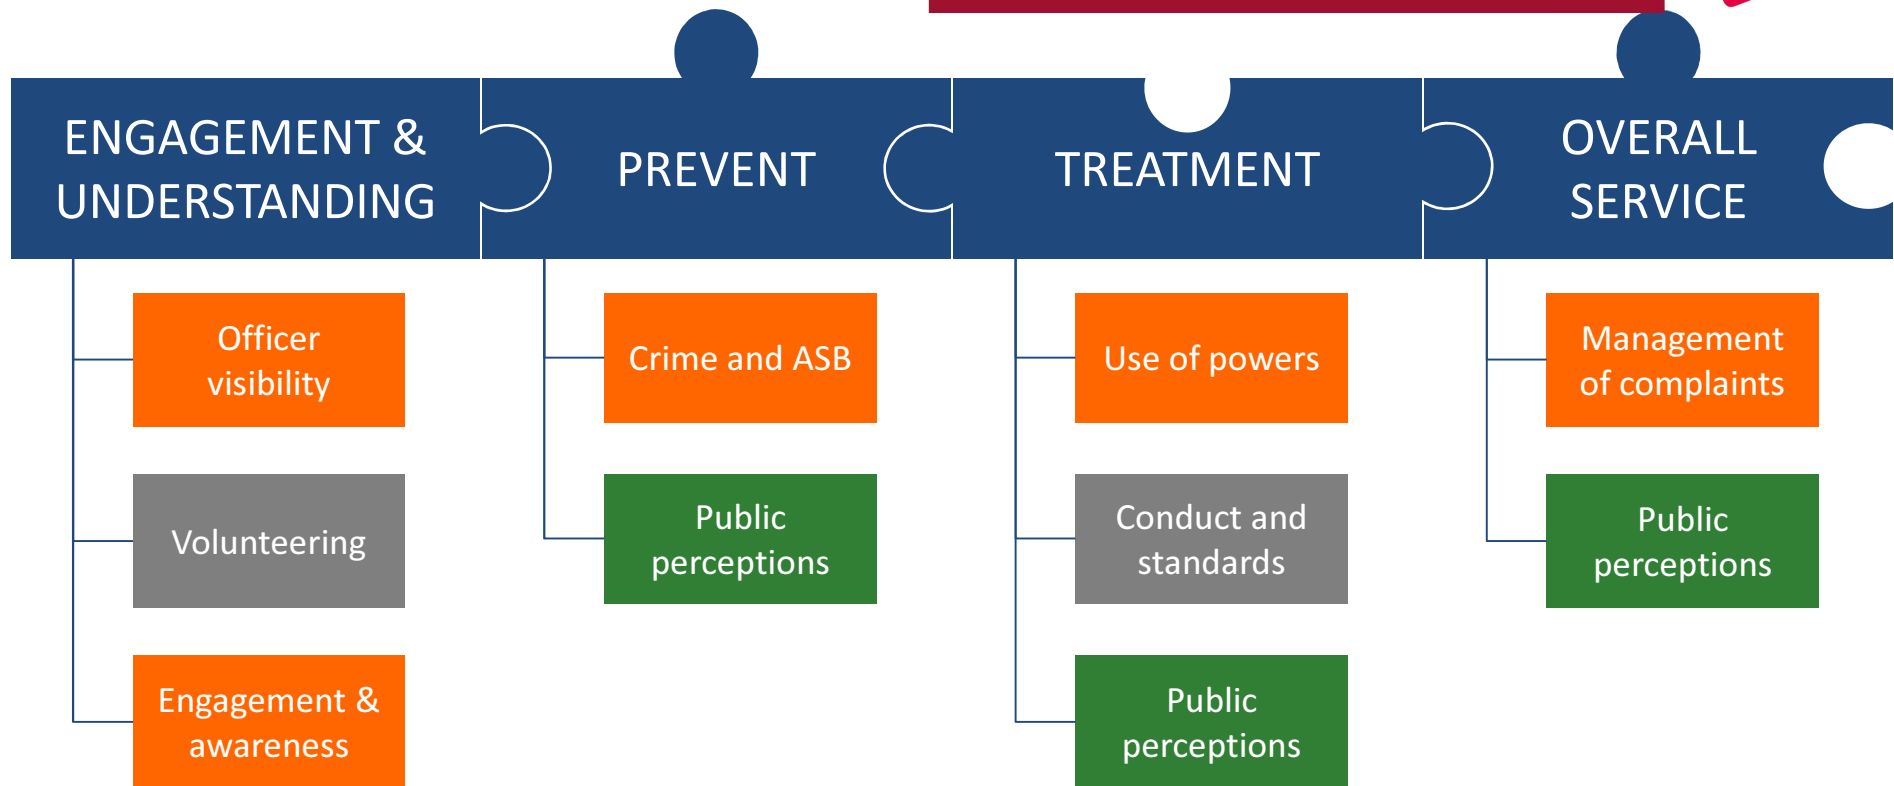 ENGAGEMENT &
UNDERSTANDING
Officer
visibility
Volunteering
Engagement &
awareness
PREVENT
Crime and ASB
Public
perceptions
TREATMENT
Use of powers
Conduct and
standards
Public
perceptions
OVERALL
SERVICE
Management
of complaints
Public
perceptions